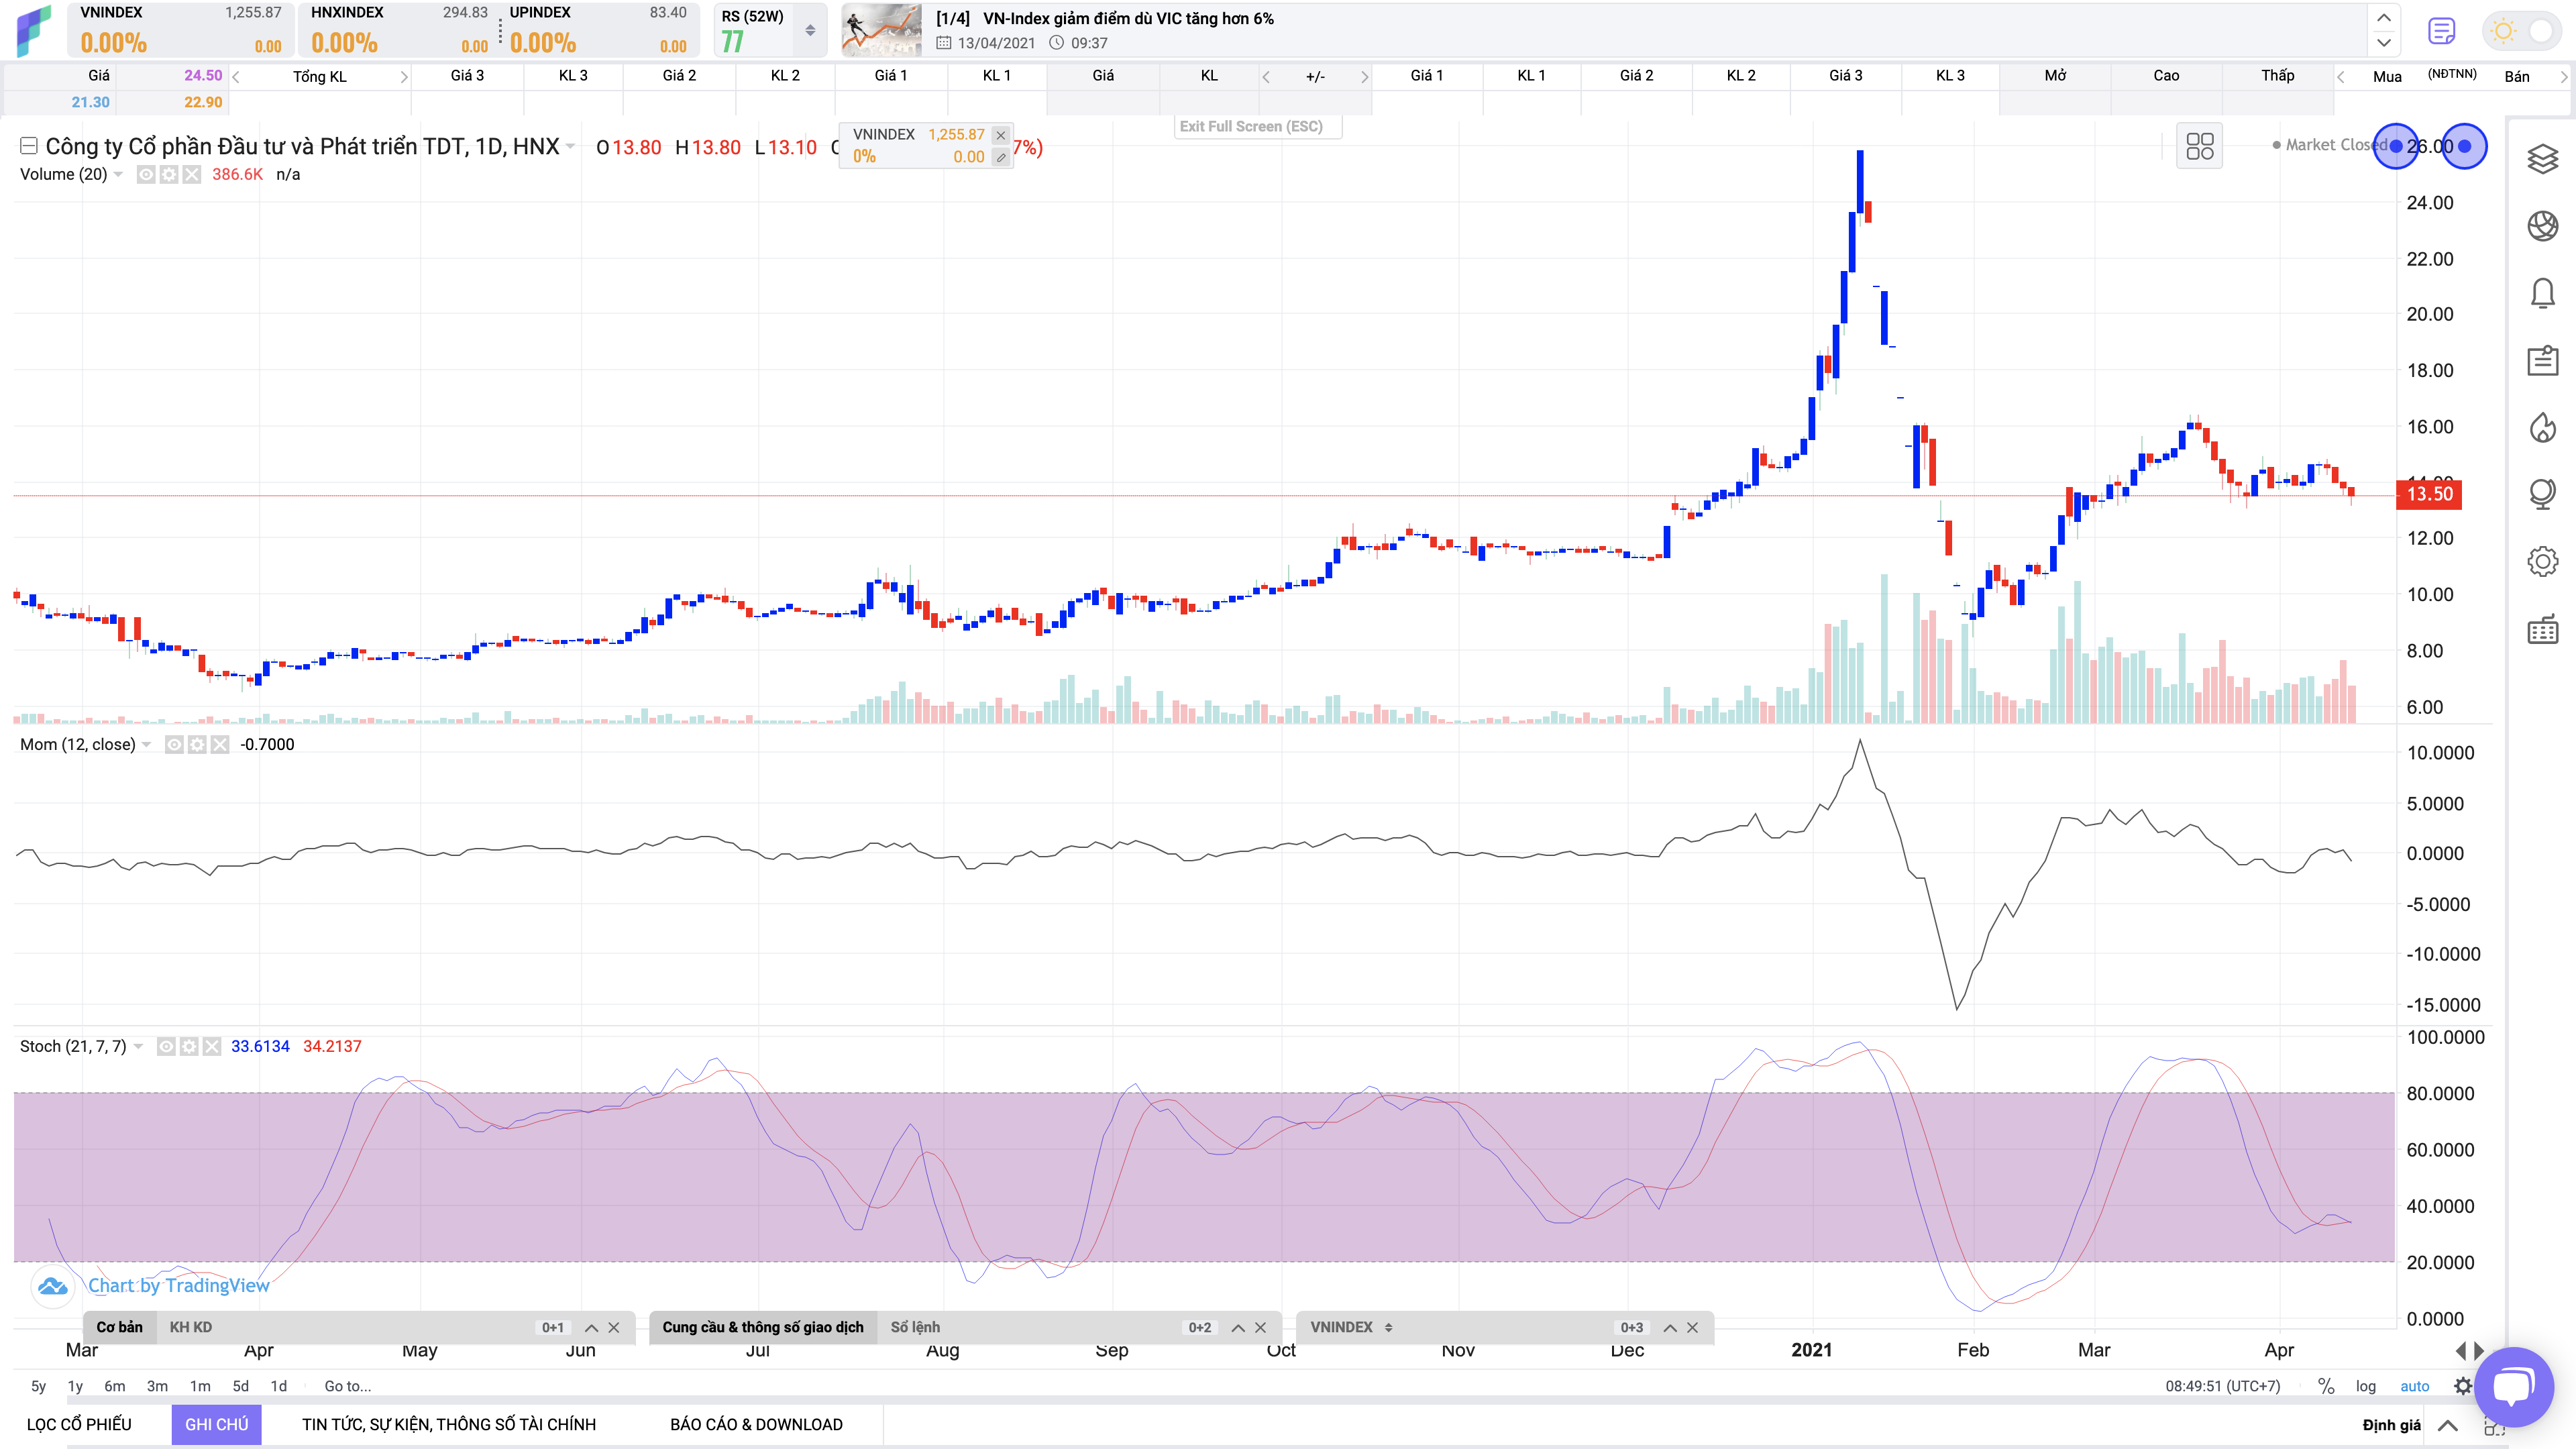 VNINDEX 1,255.87
0.00% 0.00
HNXINDEX 294.83
0.00% 0.00
UPINDEX 83.40
0.00% 0.00
RS (52W)
77
[1/4] VN-Index giảm điểm dù VIC tăng hơn 6%
13/04/2021 09:37
Giá 24.50 Tổng KL Giá 3 KL 3 Giá 2 KL 2 Giá 1 KL 1 Giá KL +/- Giá 1 KL 1 Giá 2 KL 2 Giá 3 KL 3 Mở Cao Thấp Mua (NĐTNN) Bán
21.30 22.90
Exit Full Screen (ESC)
Công ty Cổ phần Đầu tư và Phát triển TDT, 1D, HNX O13.80 H13.80 L13.10 7%)
VNINDEX 1,255.87
0% 0.00
Market Closed
Volume (20) 386.6K n/a
26.00
24.00
22.00
20.00
18.00
16.00
14.00
13.50
12.00
10.00
8.00
6.00
Mom (12, close) -0.7000
10.0000
5.0000
0.0000
-5.0000
-10.0000
-15.0000
Stoch (21, 7, 7) 33.6134 34.2137
100.0000
80.0000
60.0000
40.0000
20.0000
0.0000
Chart by TradingView
Cơ bản KH KD 0+1
Cung cầu & thông số giao dịch Sổ lệnh 0+2
VNINDEX 0+3
Mar Apr May Jun Jul Aug Sep Oct Nov Dec 2021 Feb Mar Apr
5y 1y 6m 3m 1m 5d 1d Go to... 08:49:51 (UTC+7) % log auto
LỌC CỔ PHIẾU GHI CHÚ TIN TỨC, SỰ KIỆN, THÔNG SỐ TÀI CHÍNH BÁO CÁO & DOWNLOAD Định giá